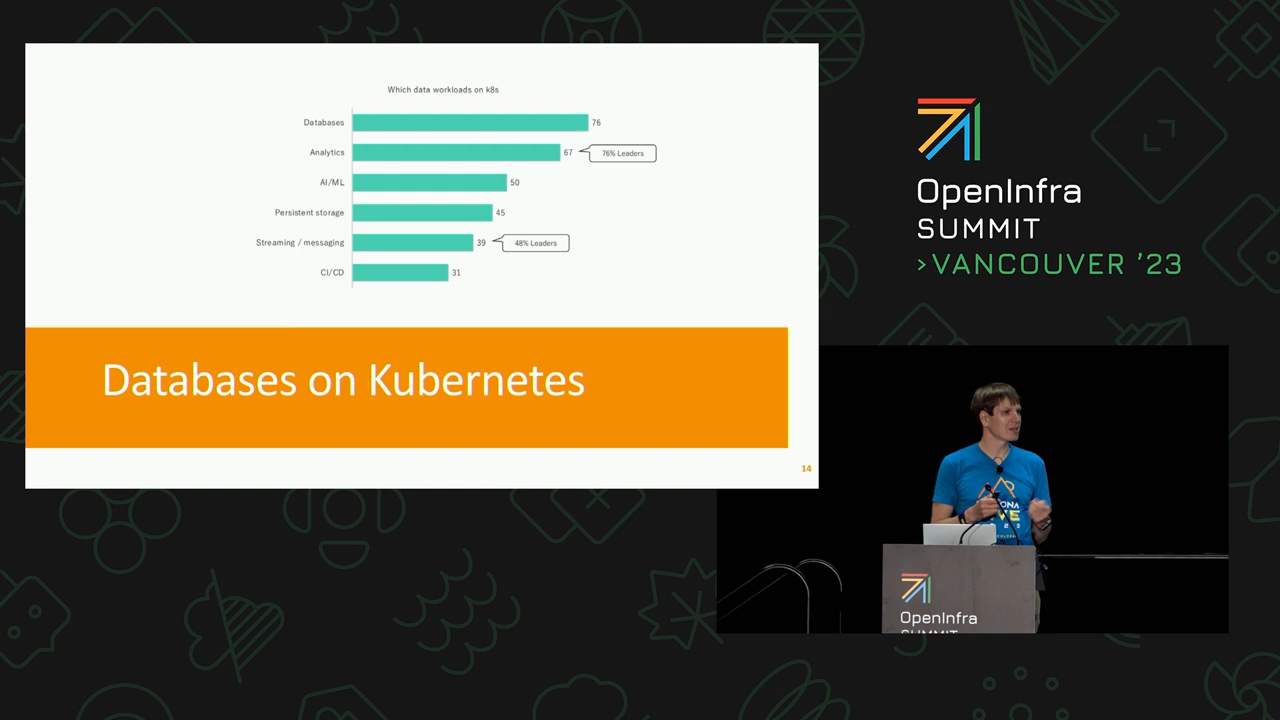 Which data workloads on k8s
Databases 76
Analytics 67 76% Leaders
AI/ML 50
Persistent storage 45
Streaming / messaging 39 48% Leaders
CI/CD 31
Databases on Kubernetes
14
OpenInfra
SUMMIT
>VANCOUVER '23
OpenInfra
SUMMIT